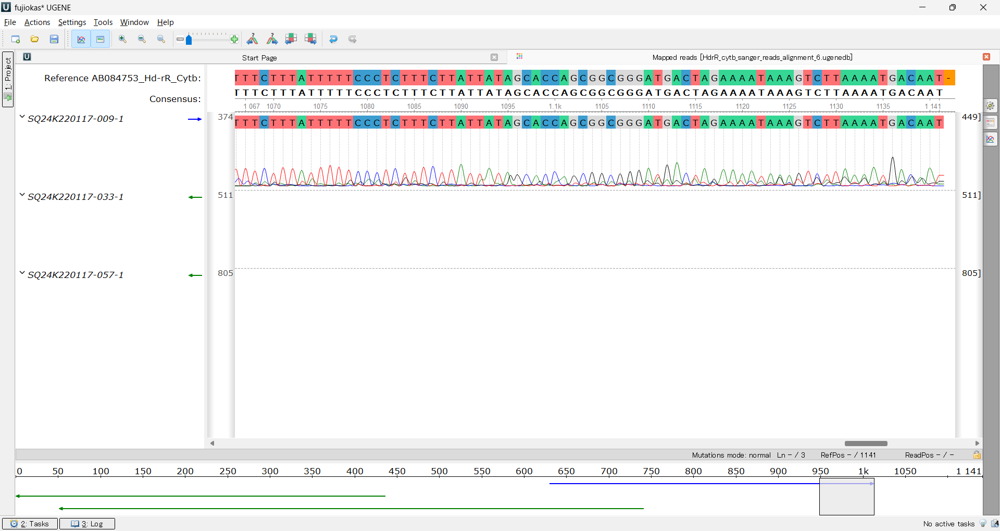 fujiokas* UGENE
File Actions Settings Tools Window Help
1: Project
Start Page
Mapped reads [HdrR_cytb_sanger_reads_alignment_6.ugenedb]
Reference AB084753_Hd-rR_Cytb:
TTTCTTTATTTTTCCCTCTTTCTTATTATAGCACCAGCGGCGGGATGACTAGAAAATAAAGTCTTAAAATGACAAT-
Consensus:
TTTCTTTATTTTTCCCTCTTTCTTATTATAGCACCAGCGGCGGGATGACTAGAAAATAAAGTCTTAAAATGACAAT
1 067 1070 1075 1080 1085 1090 1095 1.1k 1105 1110 1115 1120 1125 1130 1135 1 141
SQ24K220117-009-1 374 449]
TTTCTTTATTTTTCCCTCTTTCTTATTATAGCACCAGCGGCGGGATGACTAGAAAATAAAGTCTTAAAATGACAAT
SQ24K220117-033-1 511 511]
SQ24K220117-057-1 805 805]
Mutations mode: normal Ln - / 3 RefPos - / 1141 ReadPos - / -
0 50 100 150 200 250 300 350 400 450 500 550 600 650 700 750 800 850 900 950 1k 1050 1 141
2: Tasks 3: Log
No active tasks 4